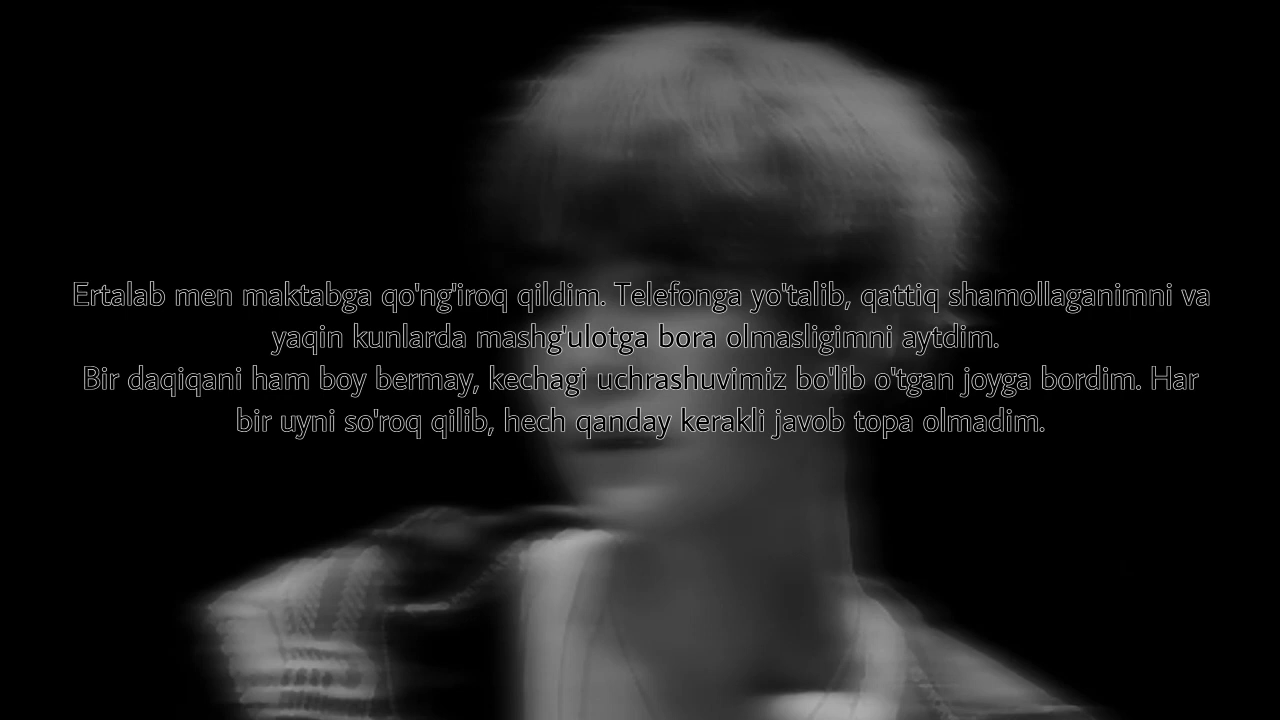 Ertalab men maktabga qo'ng'iroq qildim. Telefonga yo'talib, qattiq shamollaganimni va
yaqin kunlarda mashg'ulotga bora olmasligimni aytdim.
Bir daqiqani ham boy bermay, kechagi uchrashuvimiz bo'lib o'tgan joyga bordim. Har
bir uyni so'roq qilib, hech qanday kerakli javob topa olmadim.